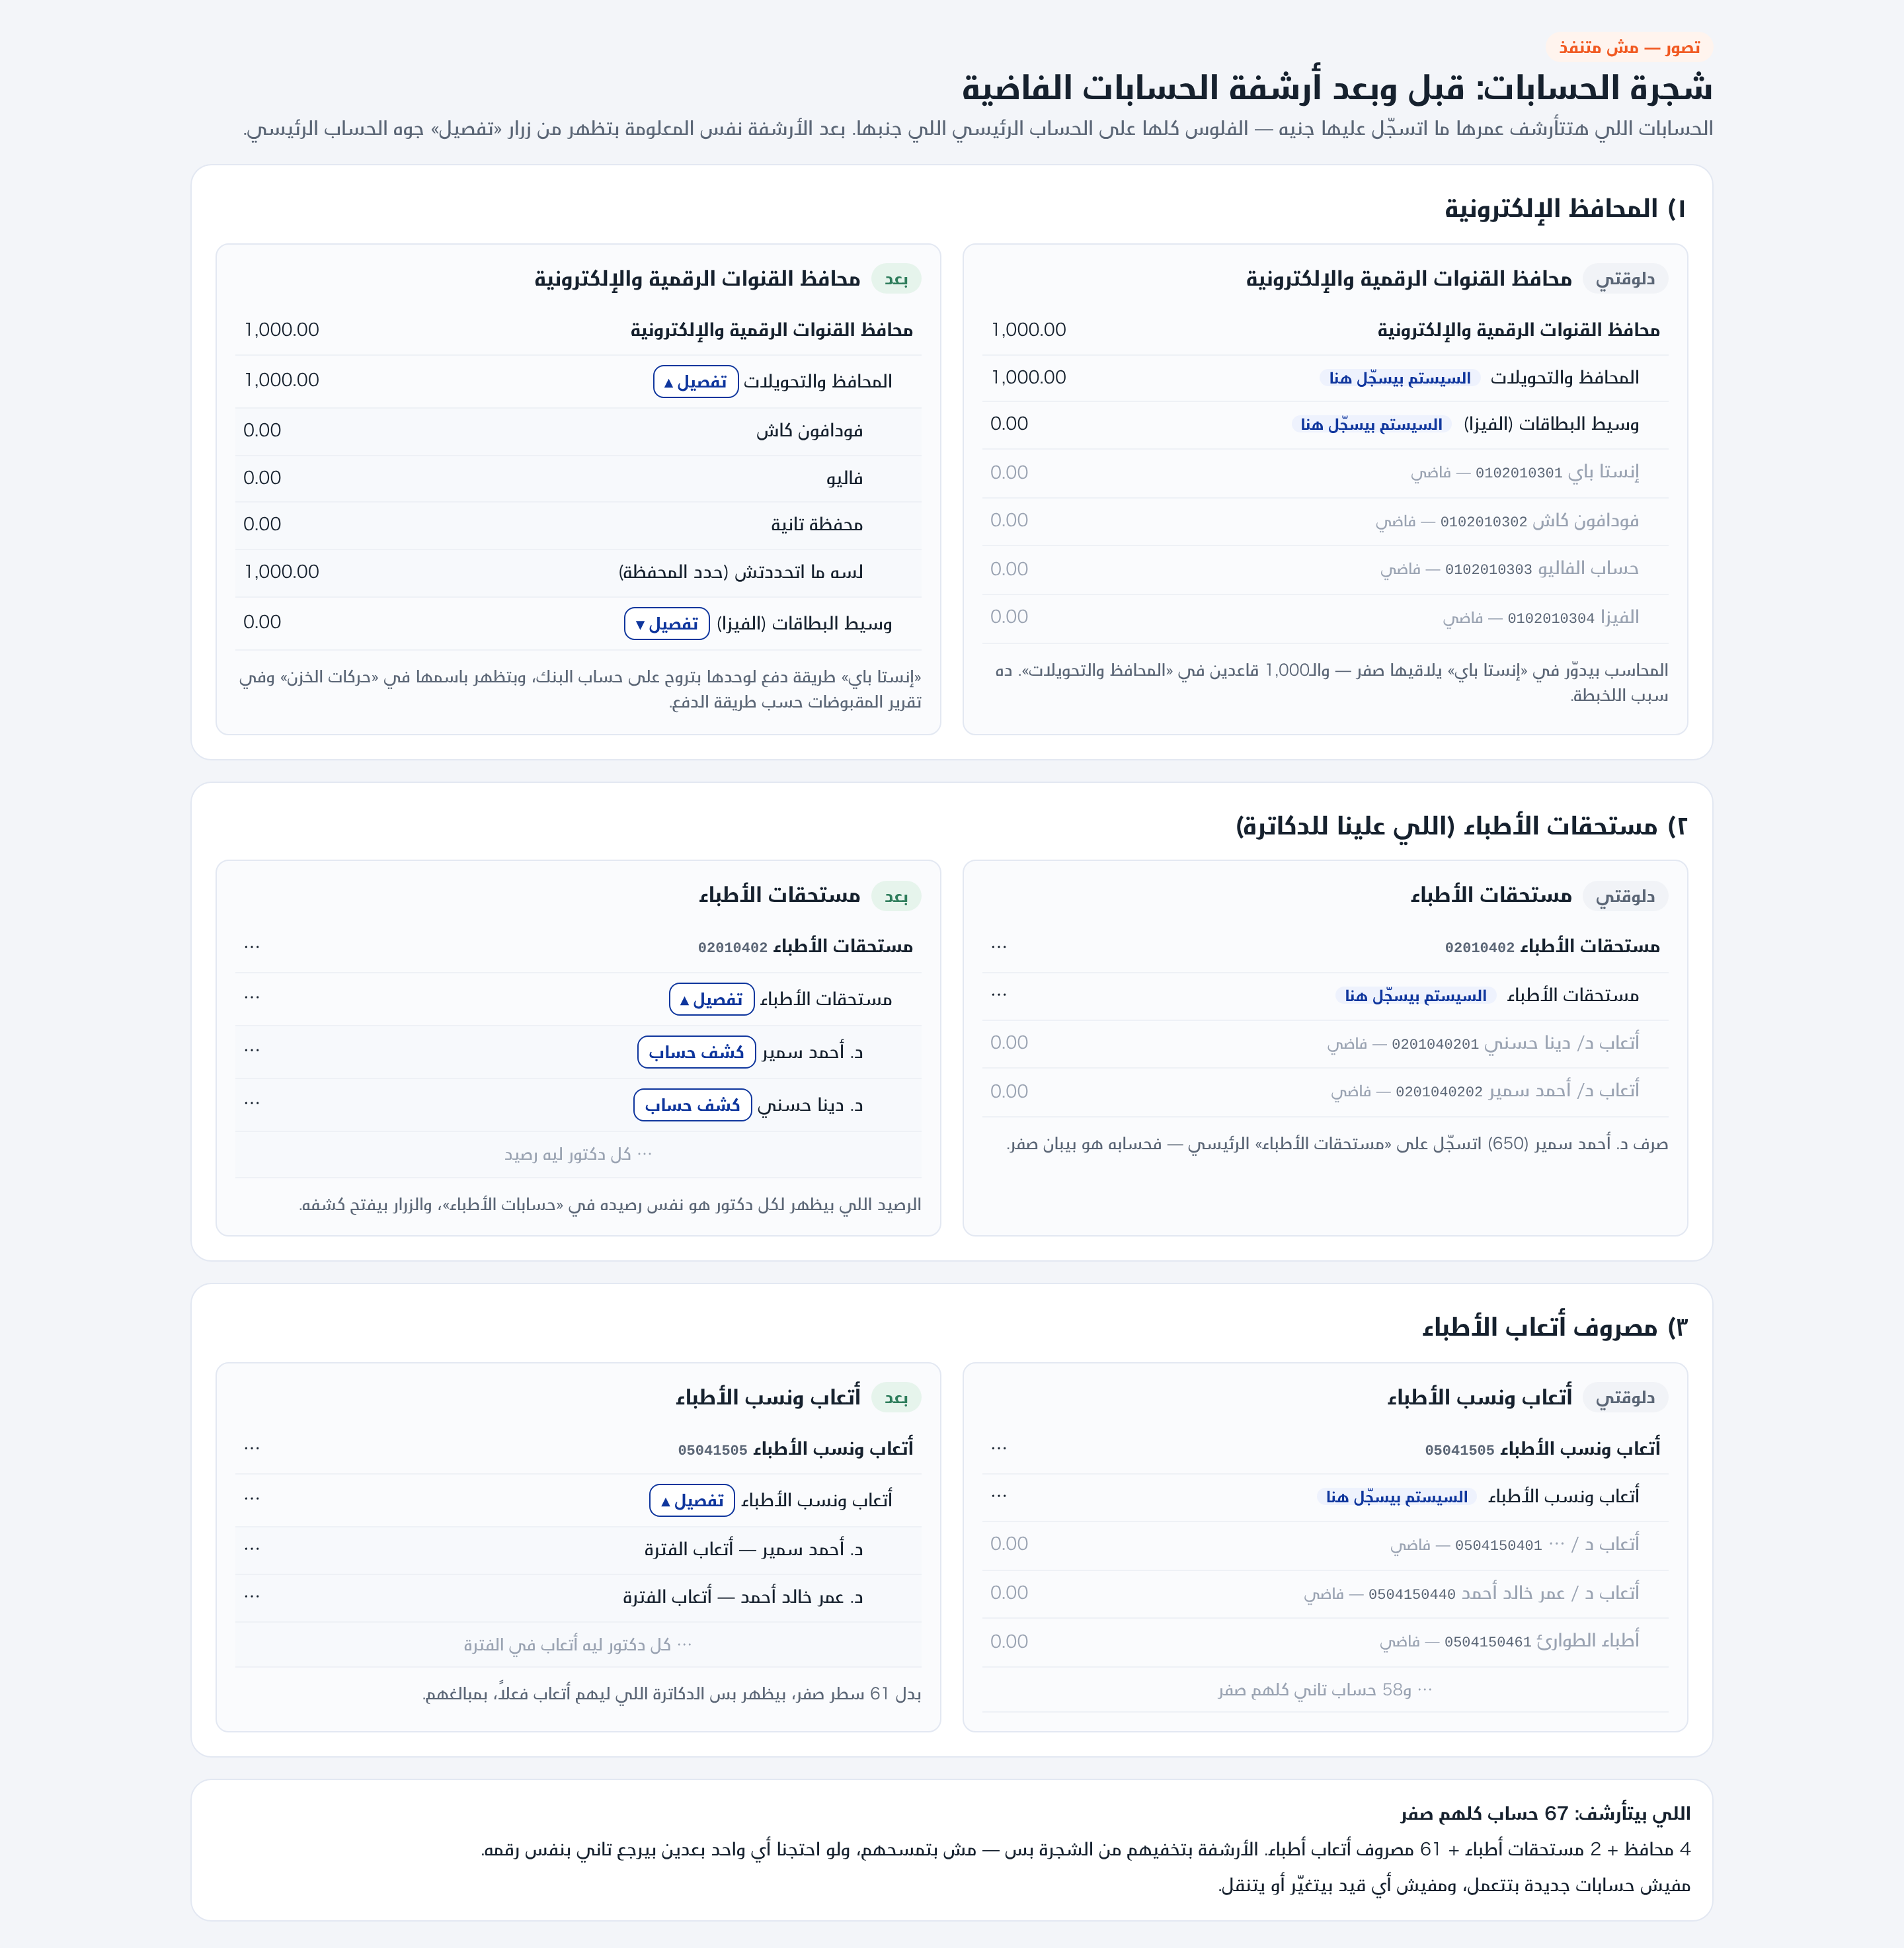 تصور — مش متنفذ
شجرة الحسابات: قبل وبعد أرشفة الحسابات الفاضية
الحسابات اللي هتتأرشف عمرها ما اتسجّل عليها جنيه — الفلوس كلها على الحساب الرئيسي اللي جنبها. بعد الأرشفة نفس المعلومة بتظهر من زرار «تفصيل» جوه الحساب الرئيسي.
١) المحافظ الإلكترونية
دلوقتي محافظ القنوات الرقمية والإلكترونية
محافظ القنوات الرقمية والإلكترونية 1,000.00
المحافظ والتحويلات السيستم بيسجّل هنا 1,000.00
وسيط البطاقات (الفيزا) السيستم بيسجّل هنا 0.00
إنستا باي 0102010301 — فاضي 0.00
فودافون كاش 0102010302 — فاضي 0.00
حساب الفاليو 0102010303 — فاضي 0.00
الفيزا 0102010304 — فاضي 0.00
المحاسب بيدوّر في «إنستا باي» يلاقيها صفر — والـ1,000 قاعدين في «المحافظ والتحويلات». ده
سبب اللخبطة.
بعد محافظ القنوات الرقمية والإلكترونية
محافظ القنوات الرقمية والإلكترونية 1,000.00
المحافظ والتحويلات تفصيل ▴ 1,000.00
فودافون كاش 0.00
فاليو 0.00
محفظة تانية 0.00
لسه ما اتحددتش (حدد المحفظة) 1,000.00
وسيط البطاقات (الفيزا) تفصيل ▾ 0.00
«إنستا باي» طريقة دفع لوحدها بتروح على حساب البنك، وبتظهر باسمها في «حركات الخزن» وفي
تقرير المقبوضات حسب طريقة الدفع.
٢) مستحقات الأطباء (اللي علينا للدكاترة)
دلوقتي مستحقات الأطباء
مستحقات الأطباء 02010402 ...
مستحقات الأطباء السيستم بيسجّل هنا ...
أتعاب د/ دينا حسني 0201040201 — فاضي 0.00
أتعاب د/ أحمد سمير 0201040202 — فاضي 0.00
صرف د. أحمد سمير (650) اتسجّل على «مستحقات الأطباء» الرئيسي — فحسابه هو بيبان صفر.
بعد مستحقات الأطباء
مستحقات الأطباء 02010402 ...
مستحقات الأطباء تفصيل ▴ ...
د. أحمد سمير كشف حساب ...
د. دينا حسني كشف حساب ...
... كل دكتور ليه رصيد
الرصيد اللي بيظهر لكل دكتور هو نفس رصيده في «حسابات الأطباء»، والزرار بيفتح كشفه.
٣) مصروف أتعاب الأطباء
دلوقتي أتعاب ونسب الأطباء
أتعاب ونسب الأطباء 05041505 ...
أتعاب ونسب الأطباء السيستم بيسجّل هنا ...
أتعاب د / ... 0504150401 — فاضي 0.00
أتعاب د / عمر خالد أحمد 0504150440 — فاضي 0.00
أطباء الطوارئ 0504150461 — فاضي 0.00
... و58 حساب تاني كلهم صفر
بعد أتعاب ونسب الأطباء
أتعاب ونسب الأطباء 05041505 ...
أتعاب ونسب الأطباء تفصيل ▴ ...
د. أحمد سمير — أتعاب الفترة ...
د. عمر خالد أحمد — أتعاب الفترة ...
... كل دكتور ليه أتعاب في الفترة
بدل 61 سطر صفر، بيظهر بس الدكاترة اللي ليهم أتعاب فعلاً، بمبالغهم.
اللي بيتأرشف: 67 حساب كلهم صفر
4 محافظ + 2 مستحقات أطباء + 61 مصروف أتعاب أطباء. الأرشفة بتخفيهم من الشجرة بس — مش بتمسحهم، ولو احتجنا أي واحد بعدين بيرجع تاني بنفس رقمه.
مفيش حسابات جديدة بتتعمل، ومفيش أي قيد بيتغيّر أو يتنقل.